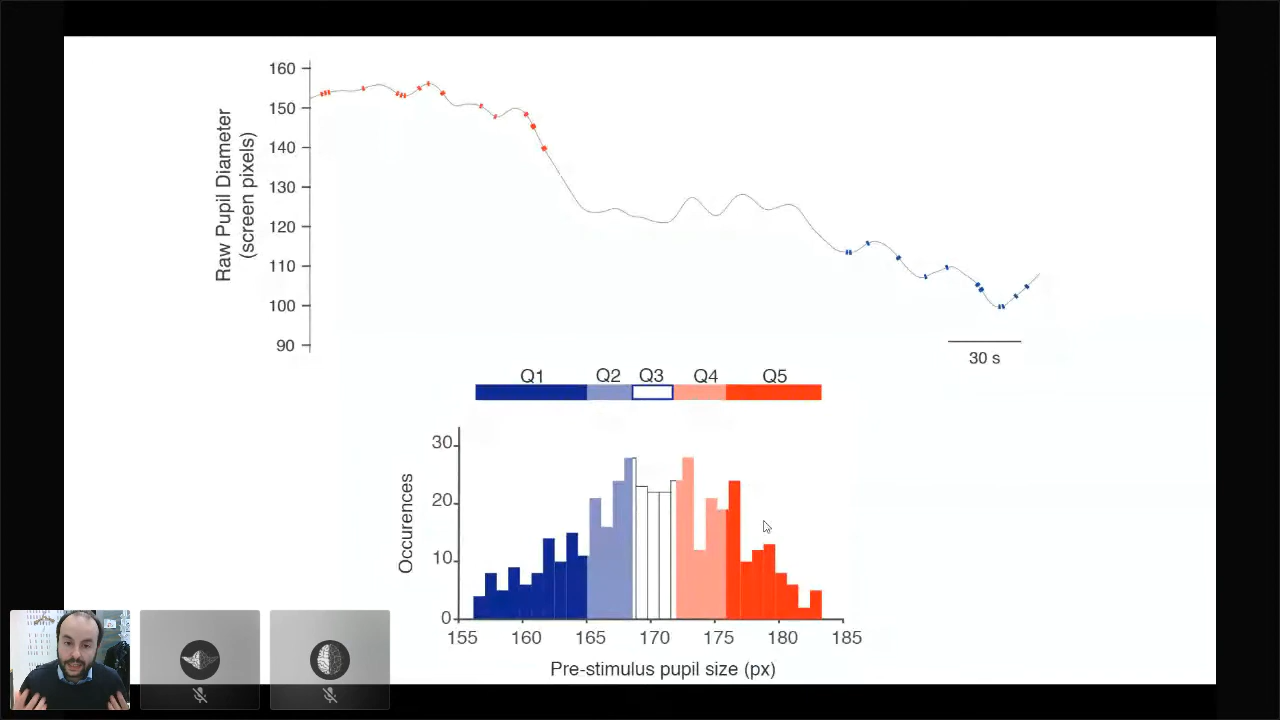 160
150
140
130
120
110
100
90
Raw Pupil Diameter
(screen pixels)
30 s
Q1 Q2 Q3 Q4 Q5
30
20
10
0
Occurences
155 160 165 170 175 180 185
Pre-stimulus pupil size (px)